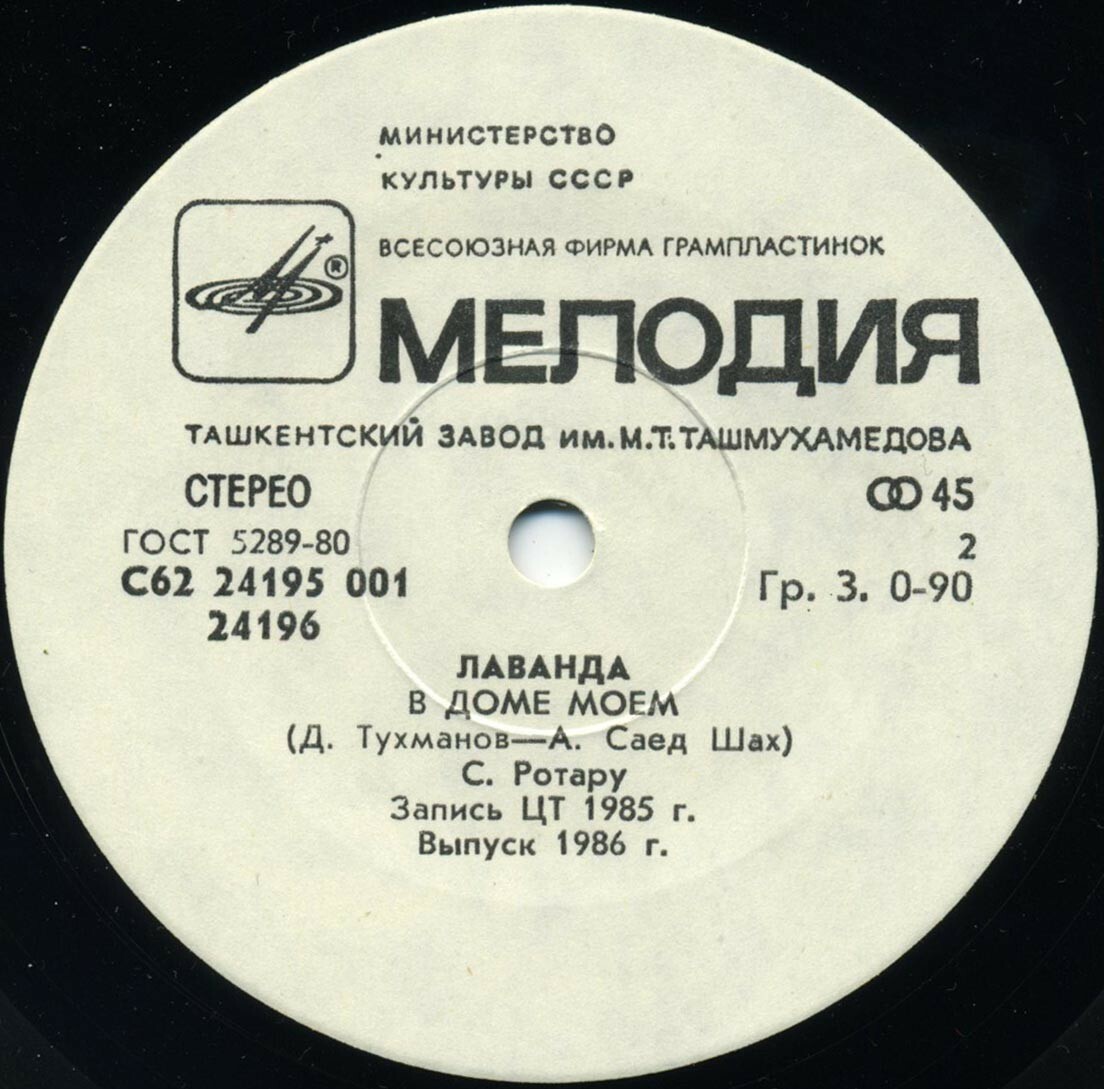 МИНИСТЕРСТВО
КУЛЬТУРЫ СССР
ВСЕСОЮЗНАЯ ФИРМА ГРАМПЛАСТИНОК
®
МЕЛОДИЯ
ТАШКЕНТСКИЙ ЗАВОД им. М.Т. ТАШМУХАМЕДОВА
СТЕРЕО 45
ГОСТ 5289-80 2
С62 24195 001 Гр. 3. 0-90
24196
ЛАВАНДА
В ДОМЕ МОЕМ
(Д. Тухманов—А. Саед Шах)
С. Ротару
Запись ЦТ 1985 г.
Выпуск 1986 г.